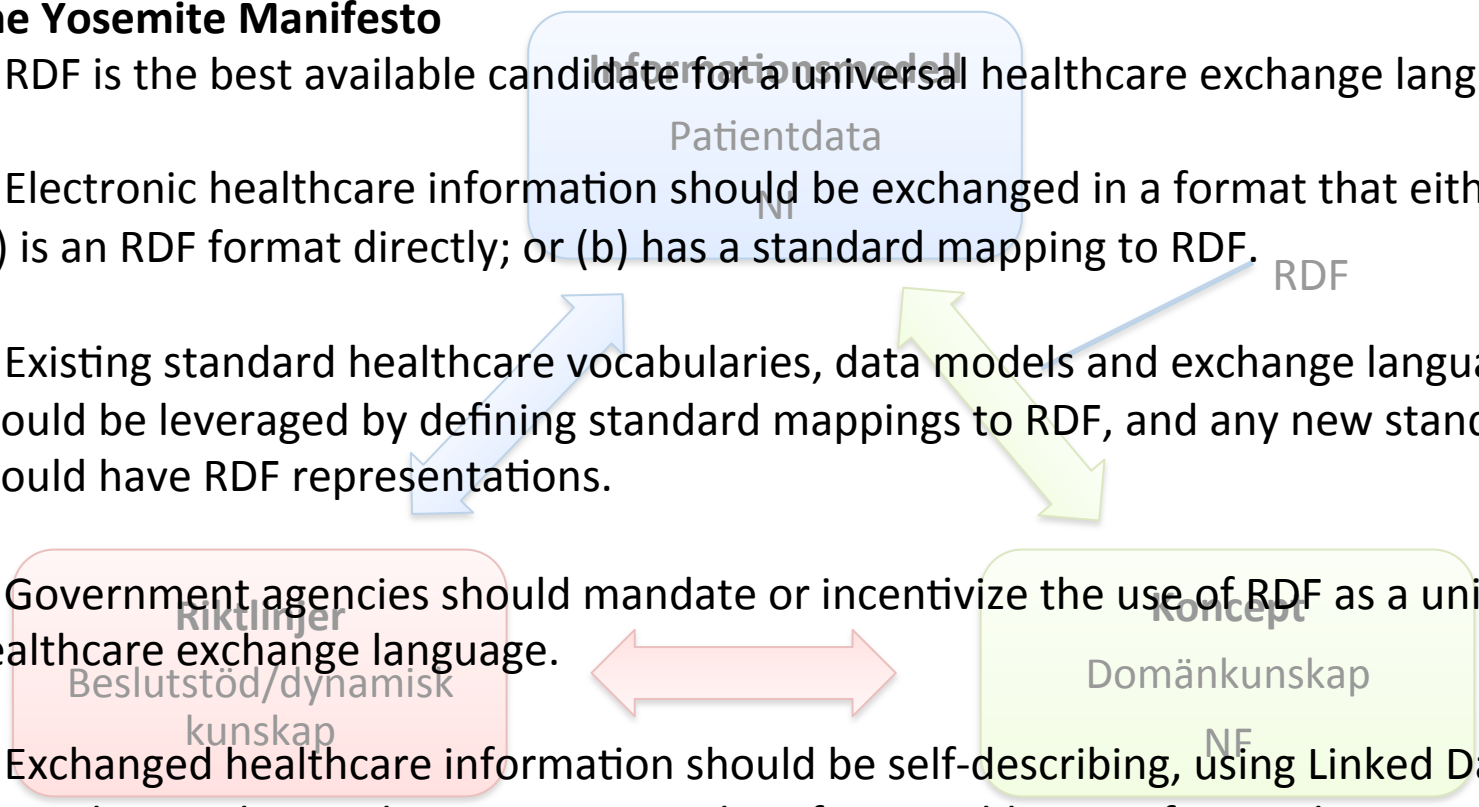 ne Yosemite Manifesto
RDF is the best available candidate for a universal healthcare exchange lang
Electronic healthcare information should be exchanged in a format that eith
) is an RDF format directly; or (b) has a standard mapping to RDF.
Existing standard healthcare vocabularies, data models and exchange langua
ould be leveraged by defining standard mappings to RDF, and any new stand
ould have RDF representations.
Government agencies should mandate or incentivize the use of RDF as a uni
ealthcare exchange language.
Exchanged healthcare information should be self-describing, using Linked Da
Informationsmodell
Patientdata
NI
RDF
Riktlinjer
Beslutstöd/dynamisk
kunskap
Koncept
Domänkunskap
NF